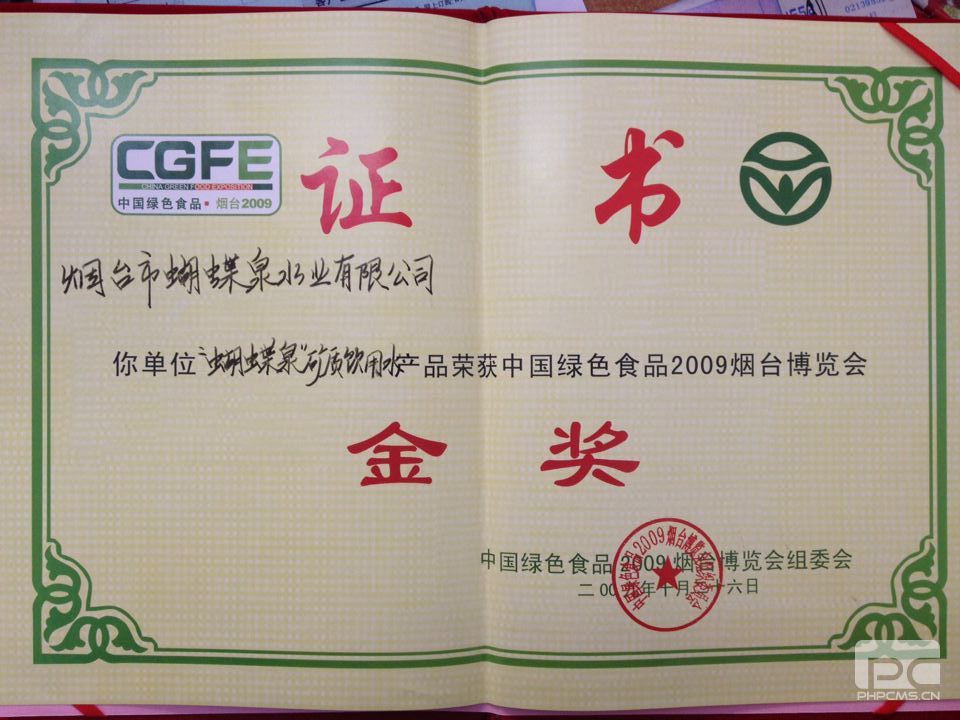 证 书
CGFE
CHINA GREEN FOOD EXPOSITION
中国绿色食品·烟台2009
烟台市蝴蝶泉水业有限公司
你单位“蝴蝶泉”矿质饮用水产品荣获中国绿色食品2009烟台博览会
金 奖
中国绿色食品2009烟台博览会组委会
二00九年十月 十六日
PHPCMS.CN